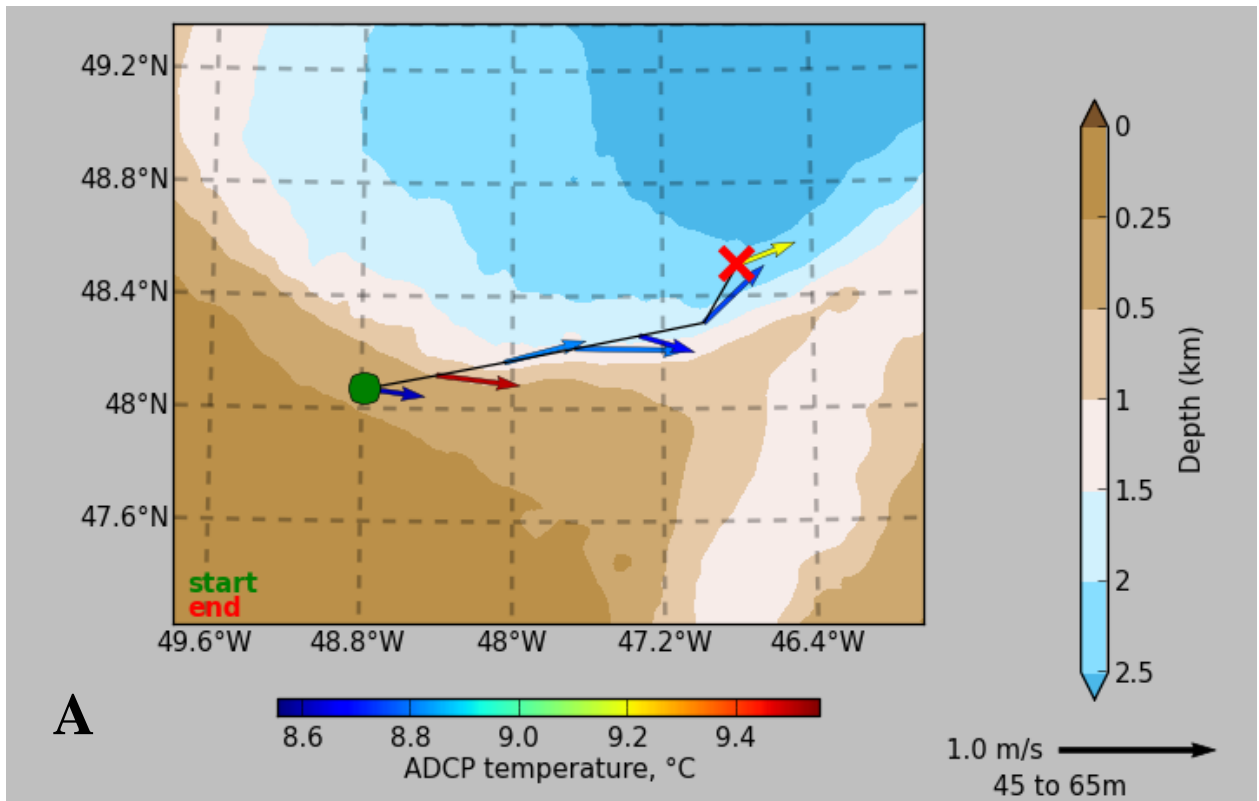 49.2°N
48.8°N
48.4°N
48°N
47.6°N
start
end
49.6°W 48.8°W 48°W 47.2°W 46.4°W
0
0.25
0.5
1
1.5
2
2.5
Depth (km)
A
8.6 8.8 9.0 9.2 9.4
ADCP temperature, °C
1.0 m/s
45 to 65m